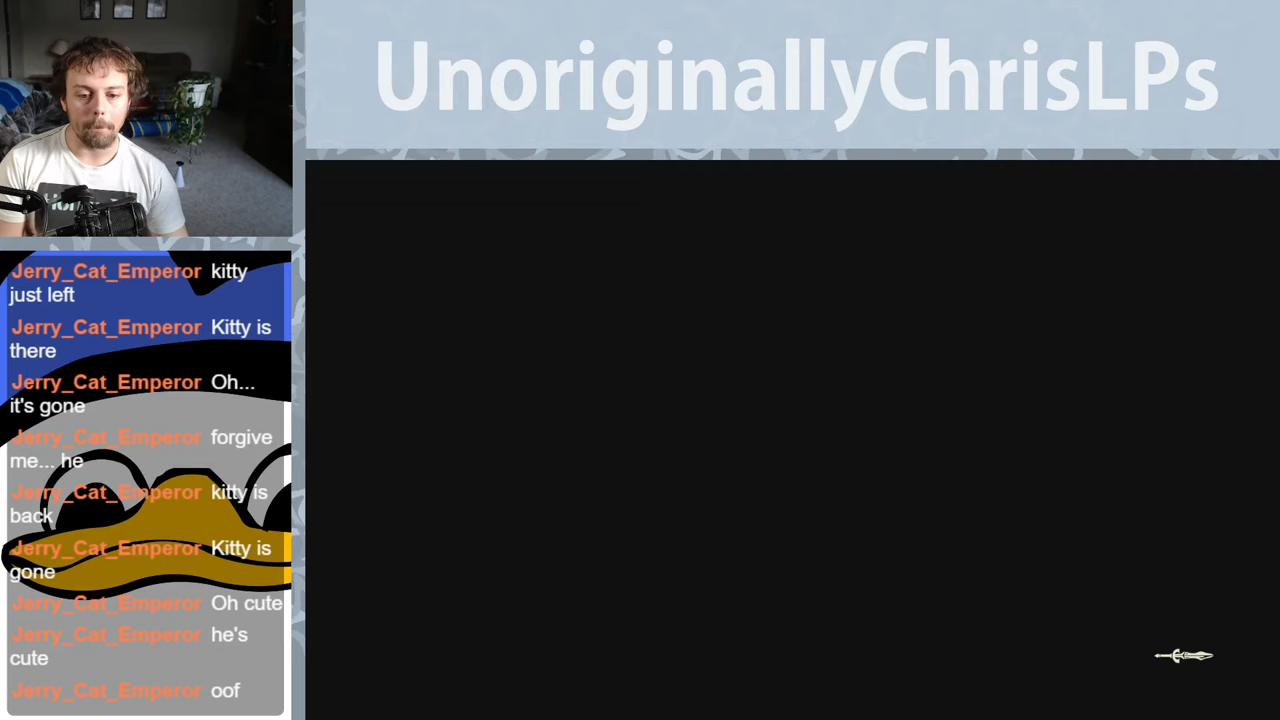 UnoriginallyChrisLPs
Jerry_Cat_Emperor kitty
just left
Jerry_Cat_Emperor Kitty is
there
Jerry_Cat_Emperor Oh...
it's gone
Jerry_Cat_Emperor forgive
me... he
Jerry_Cat_Emperor kitty is
back
Jerry_Cat_Emperor Kitty is
gone
Jerry_Cat_Emperor Oh cute
Jerry_Cat_Emperor he's
cute
Jerry_Cat_Emperor oof